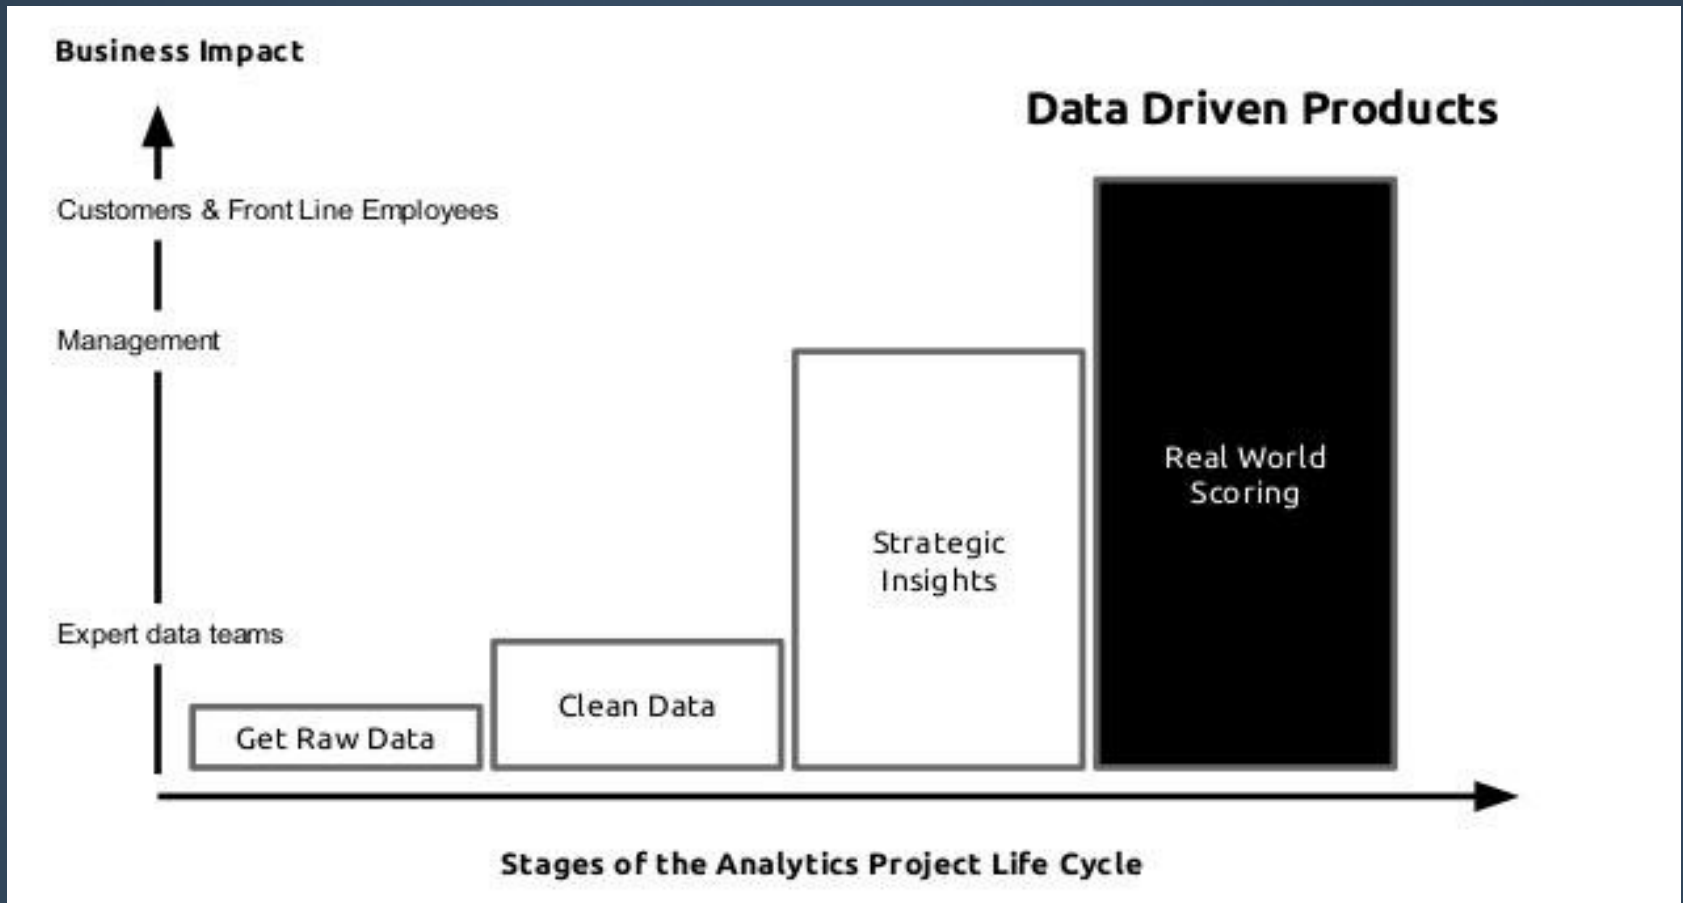 Business Impact
Data Driven Products
Customers & Front Line Employees
Management
Real World
Scoring
Strategic
Insights
Expert data teams
Clean Data
Get Raw Data
Stages of the Analytics Project Life Cycle